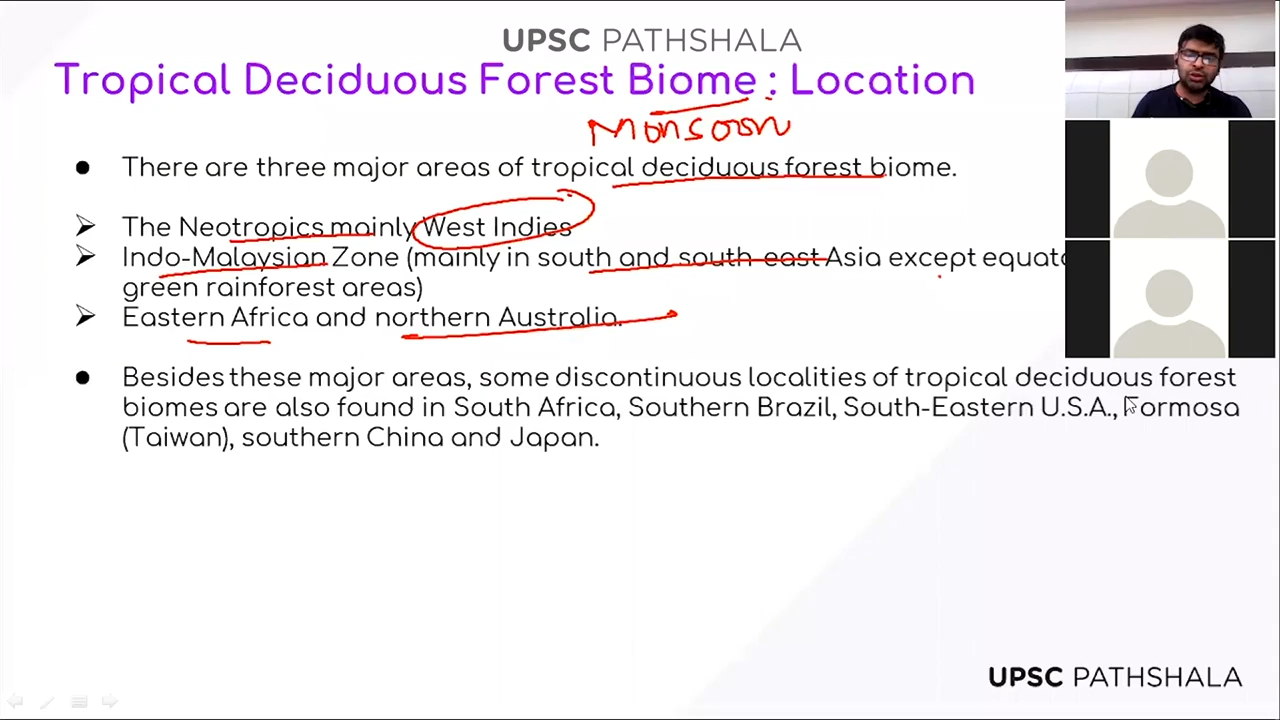 UPSC PATHSHALA
Tropical Deciduous Forest Biome : Location
Monsoon
● There are three major areas of tropical deciduous forest biome.
➢ The Neotropics mainly West Indies
➢ Indo-Malaysian Zone (mainly in south and south-east Asia except
green rainforest areas)
➢ Eastern Africa and northern Australia.
● Besides these major areas, some discontinuous localities of tropical deciduous forest
biomes are also found in South Africa, Southern Brazil, South-Eastern U.S.A., Formosa
(Taiwan), southern China and Japan.
UPSC PATHSHALA